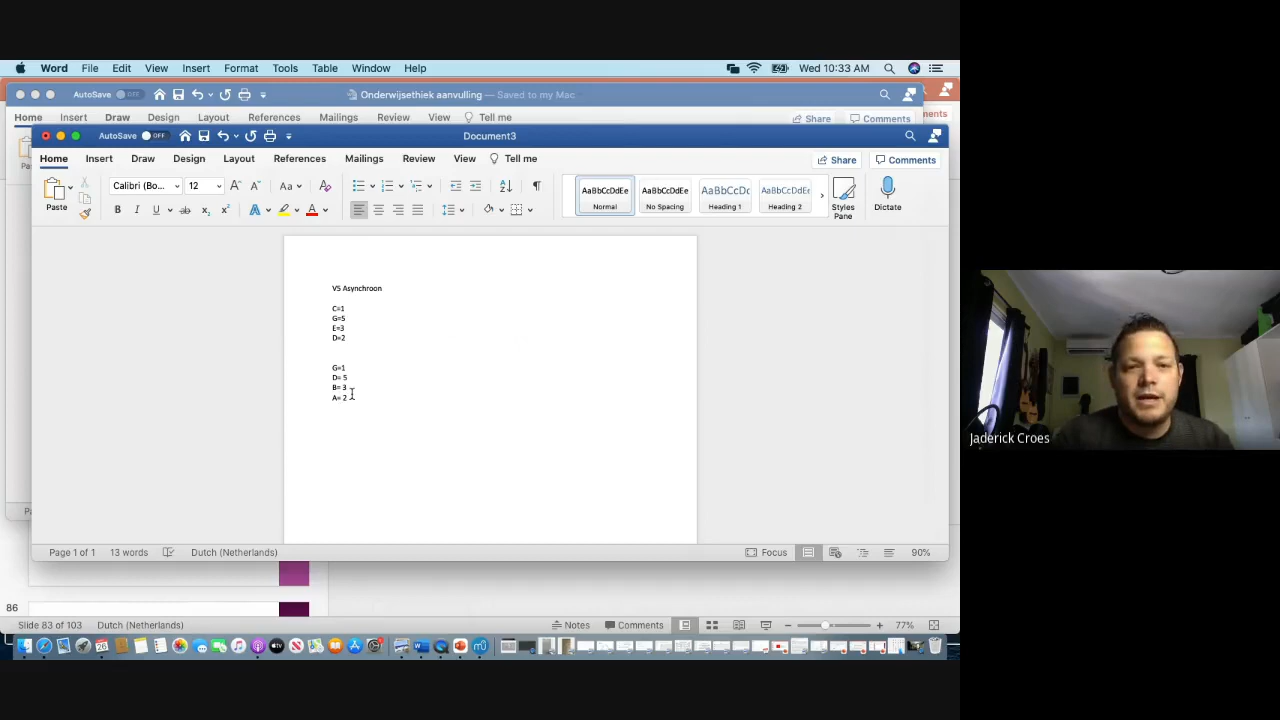 Word File Edit View Insert Format Tools Table Window Help Wed 10:33 AM
AutoSave OFF Onderwijsethiek aanvulling — Saved to my Mac
Home Insert Draw Design Layout References Mailings Review View Tell me Share Comments
AutoSave OFF Document3
Home Insert Draw Design Layout References Mailings Review View Tell me Share Comments
Paste
Calibri (Bo... 12
AaBbCcDdEe
Normal
AaBbCcDdEe
No Spacing
AaBbCcDc
Heading 1
AaBbCcDdEe
Heading 2
Styles
Pane
Dictate
V5 Asynchroon
C=1
G=5
E=3
D=2
G=1
D= 5
B= 3
A= 2
Page 1 of 1 13 words Dutch (Netherlands) Focus 90%
86
Slide 83 of 103 Dutch (Netherlands) Notes Comments 77%
Jaderick Croes